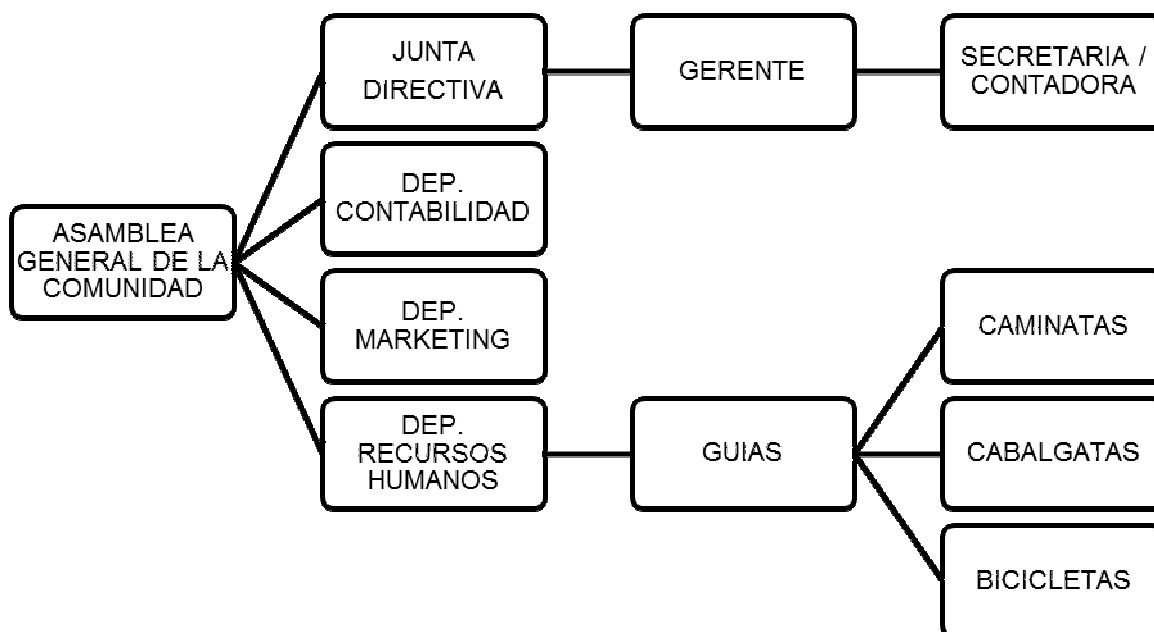 JUNTA
DIRECTIVA
GERENTE
SECRETARIA /
CONTADORA
DEP.
CONTABILIDAD
ASAMBLEA
GENERAL DE LA
COMUNIDAD
DEP.
MARKETING
CAMINATAS
DEP.
RECURSOS
HUMANOS
GUIAS
CABALGATAS
BICICLETAS